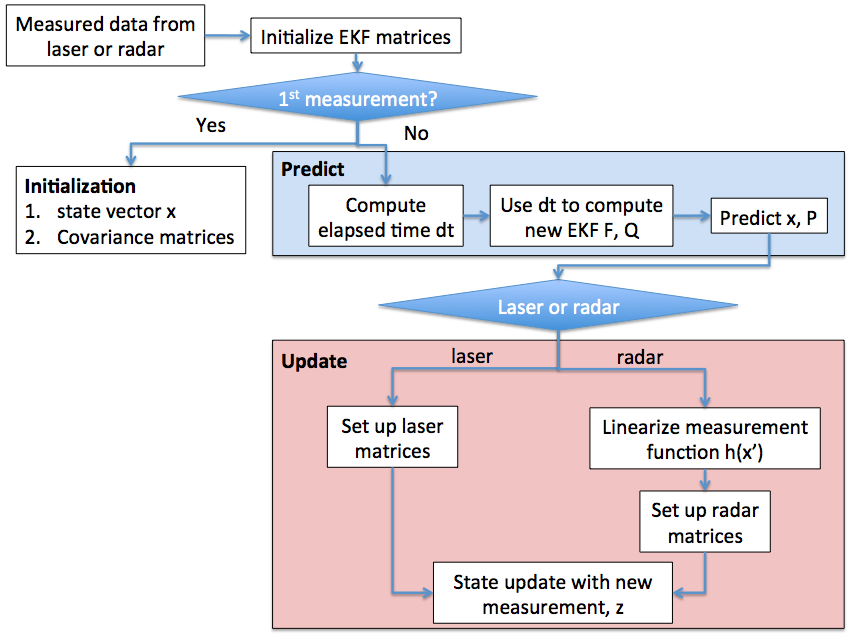 Measured data from
laser or radar
Initialize EKF matrices
1st measurement?
Yes
No
Initialization
1. state vector x
2. Covariance matrices
Predict
Compute
elapsed time dt
Use dt to compute
new EKF F, Q
Predict x, P
Laser or radar
Update
laser
radar
Set up laser
matrices
Linearize measurement
function h(x’)
Set up radar
matrices
State update with new
measurement, z